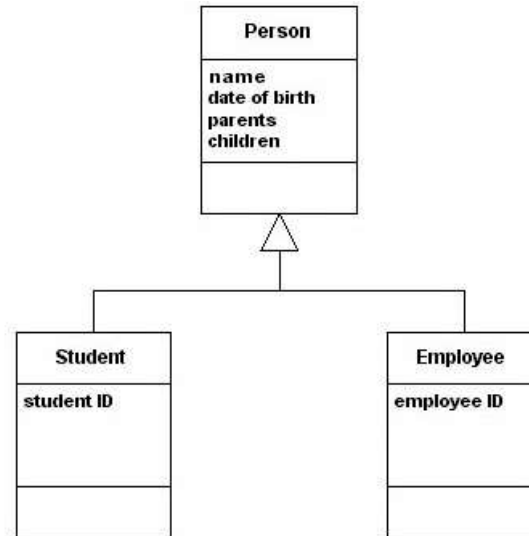 Person
name
date of birth
parents
children
Student
student ID
Employee
employee ID